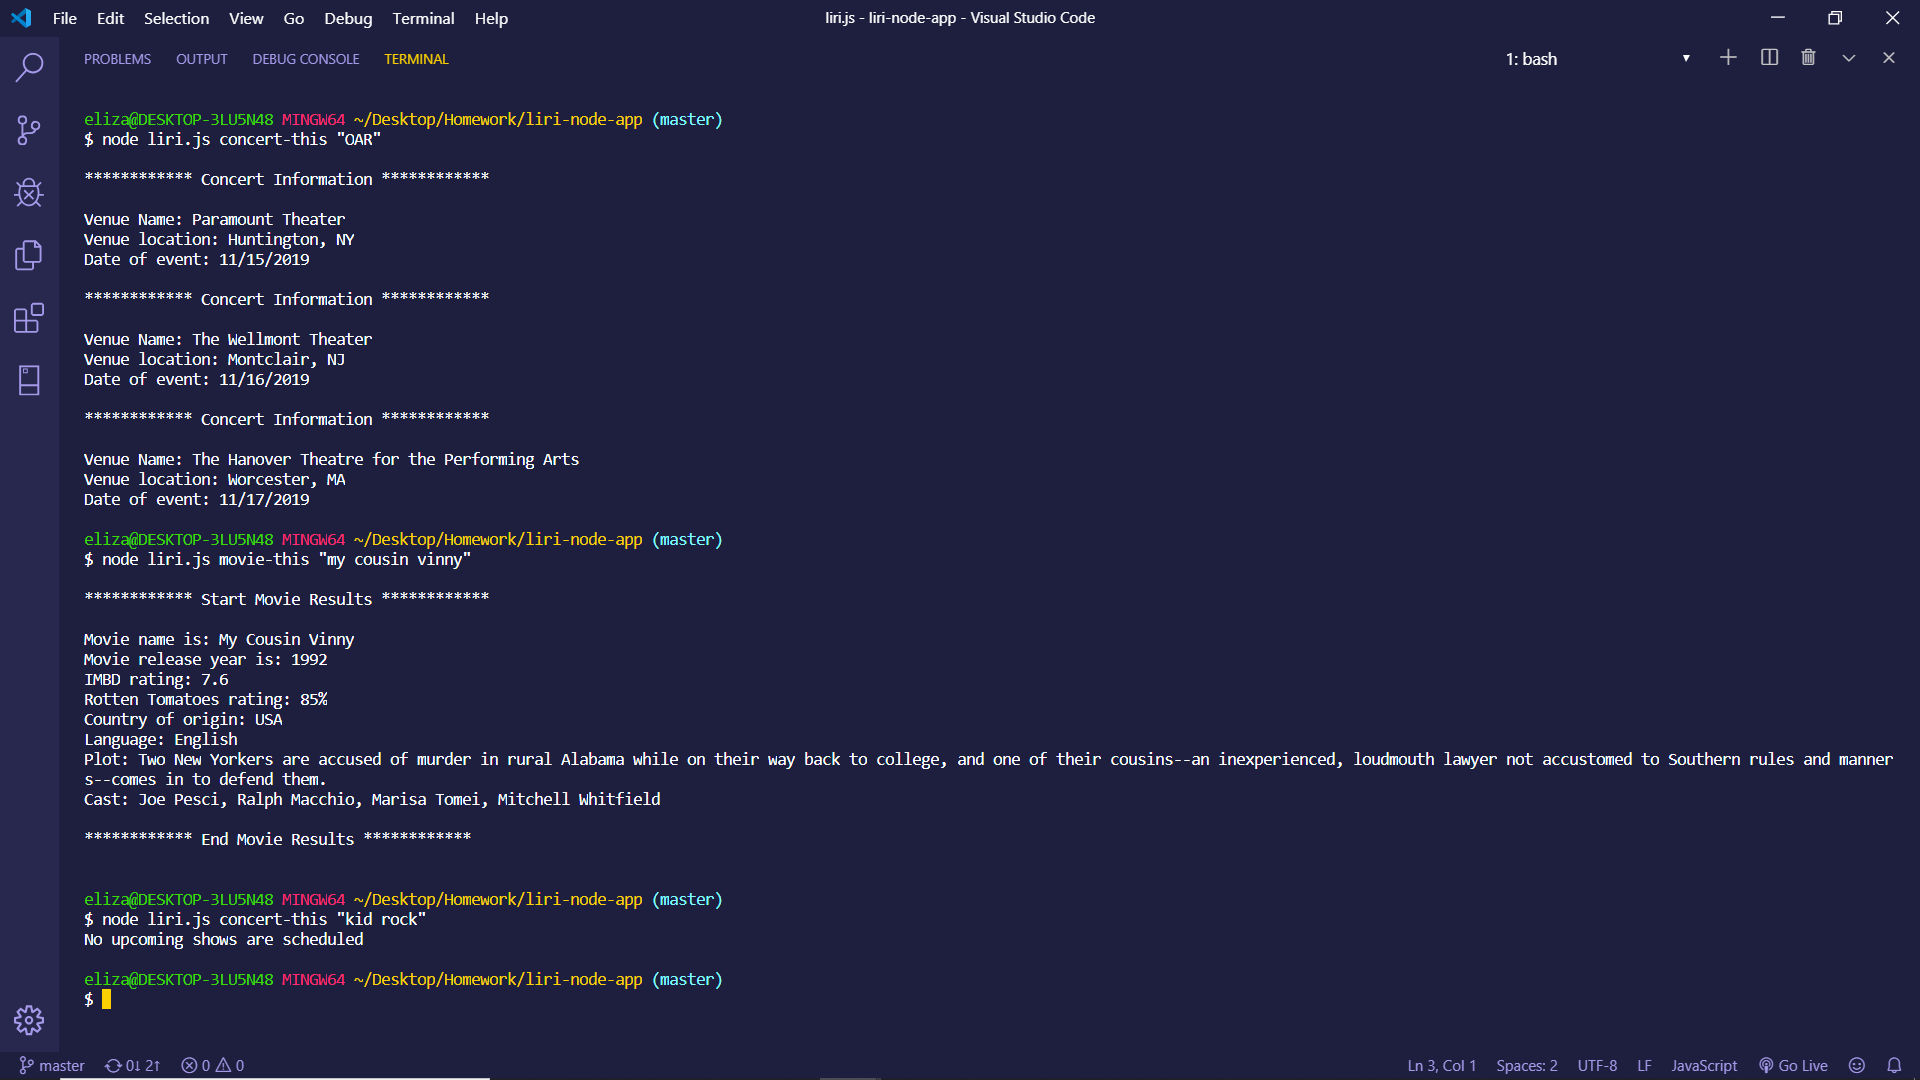 File Edit Selection View Go Debug Terminal Help
liri.js - liri-node-app - Visual Studio Code
PROBLEMS OUTPUT DEBUG CONSOLE TERMINAL
1: bash
eliza@DESKTOP-3LU5N48 MINGW64 ~/Desktop/Homework/liri-node-app (master)
$ node liri.js concert-this "OAR"
************ Concert Information ************
Venue Name: Paramount Theater
Venue location: Huntington, NY
Date of event: 11/15/2019
************ Concert Information ************
Venue Name: The Wellmont Theater
Venue location: Montclair, NJ
Date of event: 11/16/2019
************ Concert Information ************
Venue Name: The Hanover Theatre for the Performing Arts
Venue location: Worcester, MA
Date of event: 11/17/2019
eliza@DESKTOP-3LU5N48 MINGW64 ~/Desktop/Homework/liri-node-app (master)
$ node liri.js movie-this "my cousin vinny"
************ Start Movie Results ************
Movie name is: My Cousin Vinny
Movie release year is: 1992
IMBD rating: 7.6
Rotten Tomatoes rating: 85%
Country of origin: USA
Language: English
Plot: Two New Yorkers are accused of murder in rural Alabama while on their way back to college, and one of their cousins--an inexperienced, loudmouth lawyer not accustomed to Southern rules and manner
s--comes in to defend them.
Cast: Joe Pesci, Ralph Macchio, Marisa Tomei, Mitchell Whitfield
************ End Movie Results ************
eliza@DESKTOP-3LU5N48 MINGW64 ~/Desktop/Homework/liri-node-app (master)
$ node liri.js concert-this "kid rock"
No upcoming shows are scheduled
eliza@DESKTOP-3LU5N48 MINGW64 ~/Desktop/Homework/liri-node-app (master)
$
master 0↓ 2↑ 0 0
Ln 3, Col 1 Spaces: 2 UTF-8 LF JavaScript Go Live